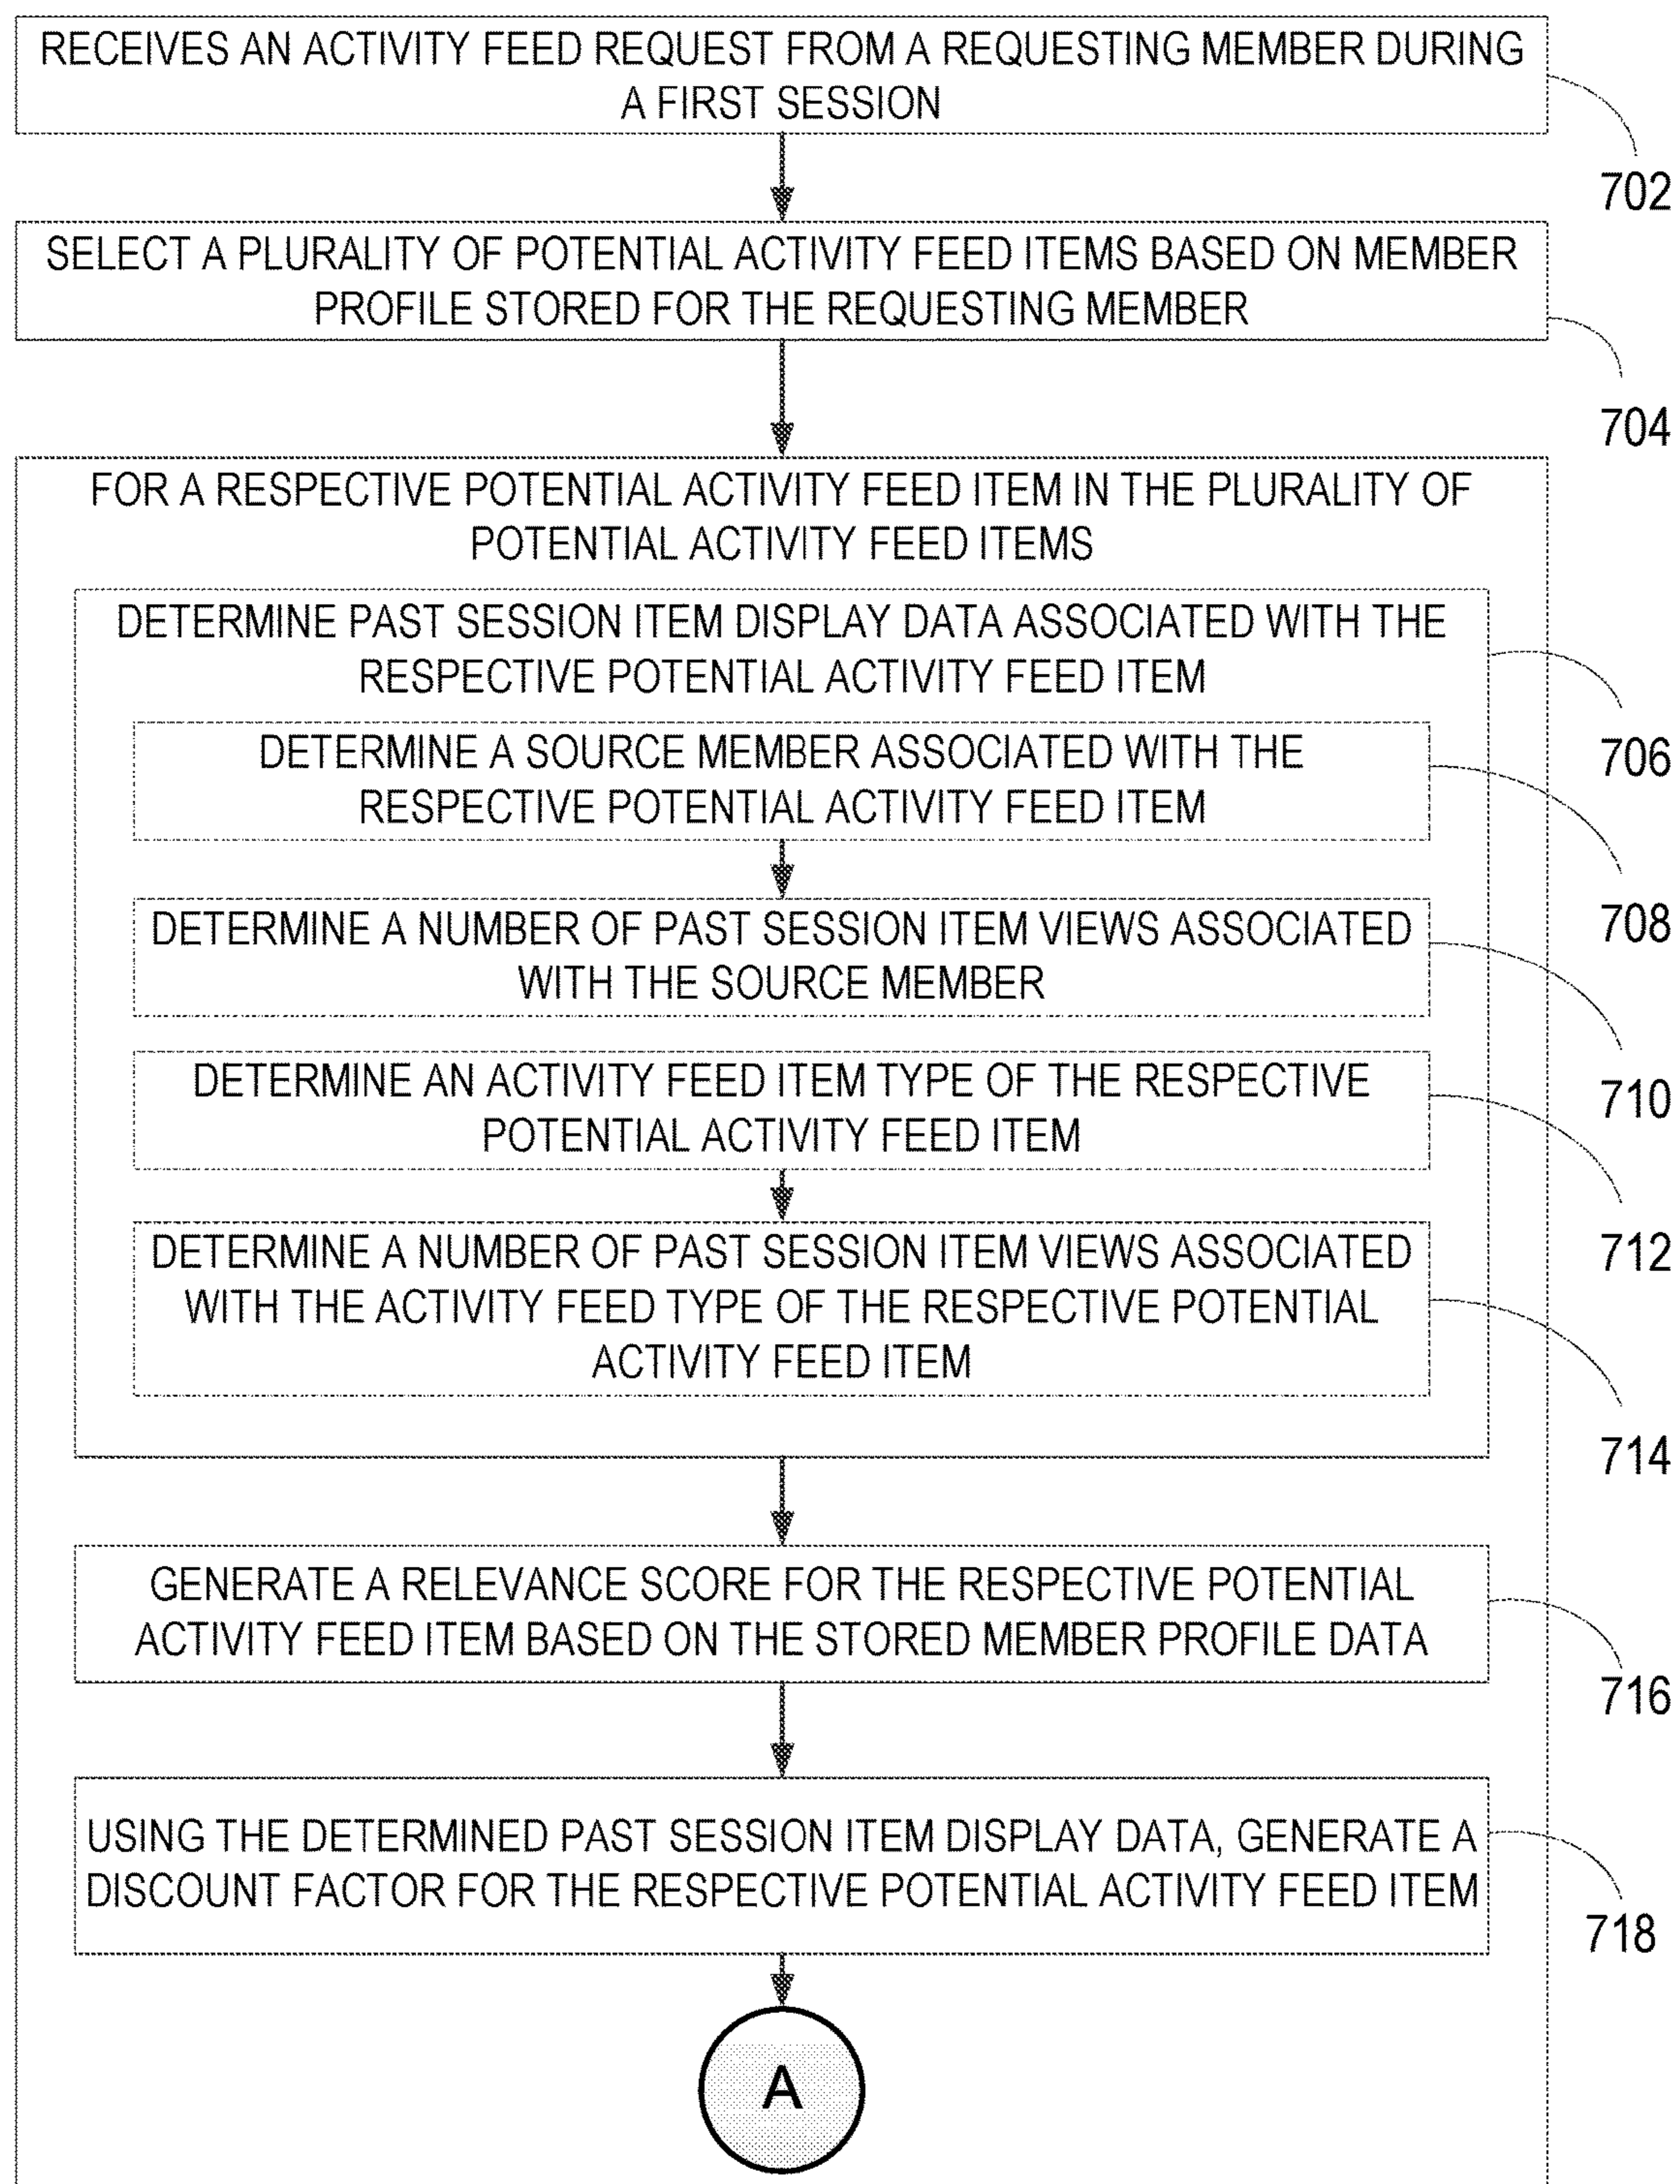 RECEIVES AN ACTIVITY FEED REQUEST FROM A REQUESTING MEMBER DURING
A FIRST SESSION
702
SELECT A PLURALITY OF POTENTIAL ACTIVITY FEED ITEMS BASED ON MEMBER
PROFILE STORED FOR THE REQUESTING MEMBER
704
FOR A RESPECTIVE POTENTIAL ACTIVITY FEED ITEM IN THE PLURALITY OF
POTENTIAL ACTIVITY FEED ITEMS
DETERMINE PAST SESSION ITEM DISPLAY DATA ASSOCIATED WITH THE
RESPECTIVE POTENTIAL ACTIVITY FEED ITEM
706
DETERMINE A SOURCE MEMBER ASSOCIATED WITH THE
RESPECTIVE POTENTIAL ACTIVITY FEED ITEM
708
DETERMINE A NUMBER OF PAST SESSION ITEM VIEWS ASSOCIATED
WITH THE SOURCE MEMBER
710
DETERMINE AN ACTIVITY FEED ITEM TYPE OF THE RESPECTIVE
POTENTIAL ACTIVITY FEED ITEM
712
DETERMINE A NUMBER OF PAST SESSION ITEM VIEWS ASSOCIATED
WITH THE ACTIVITY FEED TYPE OF THE RESPECTIVE POTENTIAL
ACTIVITY FEED ITEM
714
GENERATE A RELEVANCE SCORE FOR THE RESPECTIVE POTENTIAL
ACTIVITY FEED ITEM BASED ON THE STORED MEMBER PROFILE DATA
716
USING THE DETERMINED PAST SESSION ITEM DISPLAY DATA, GENERATE A
DISCOUNT FACTOR FOR THE RESPECTIVE POTENTIAL ACTIVITY FEED ITEM
718
A